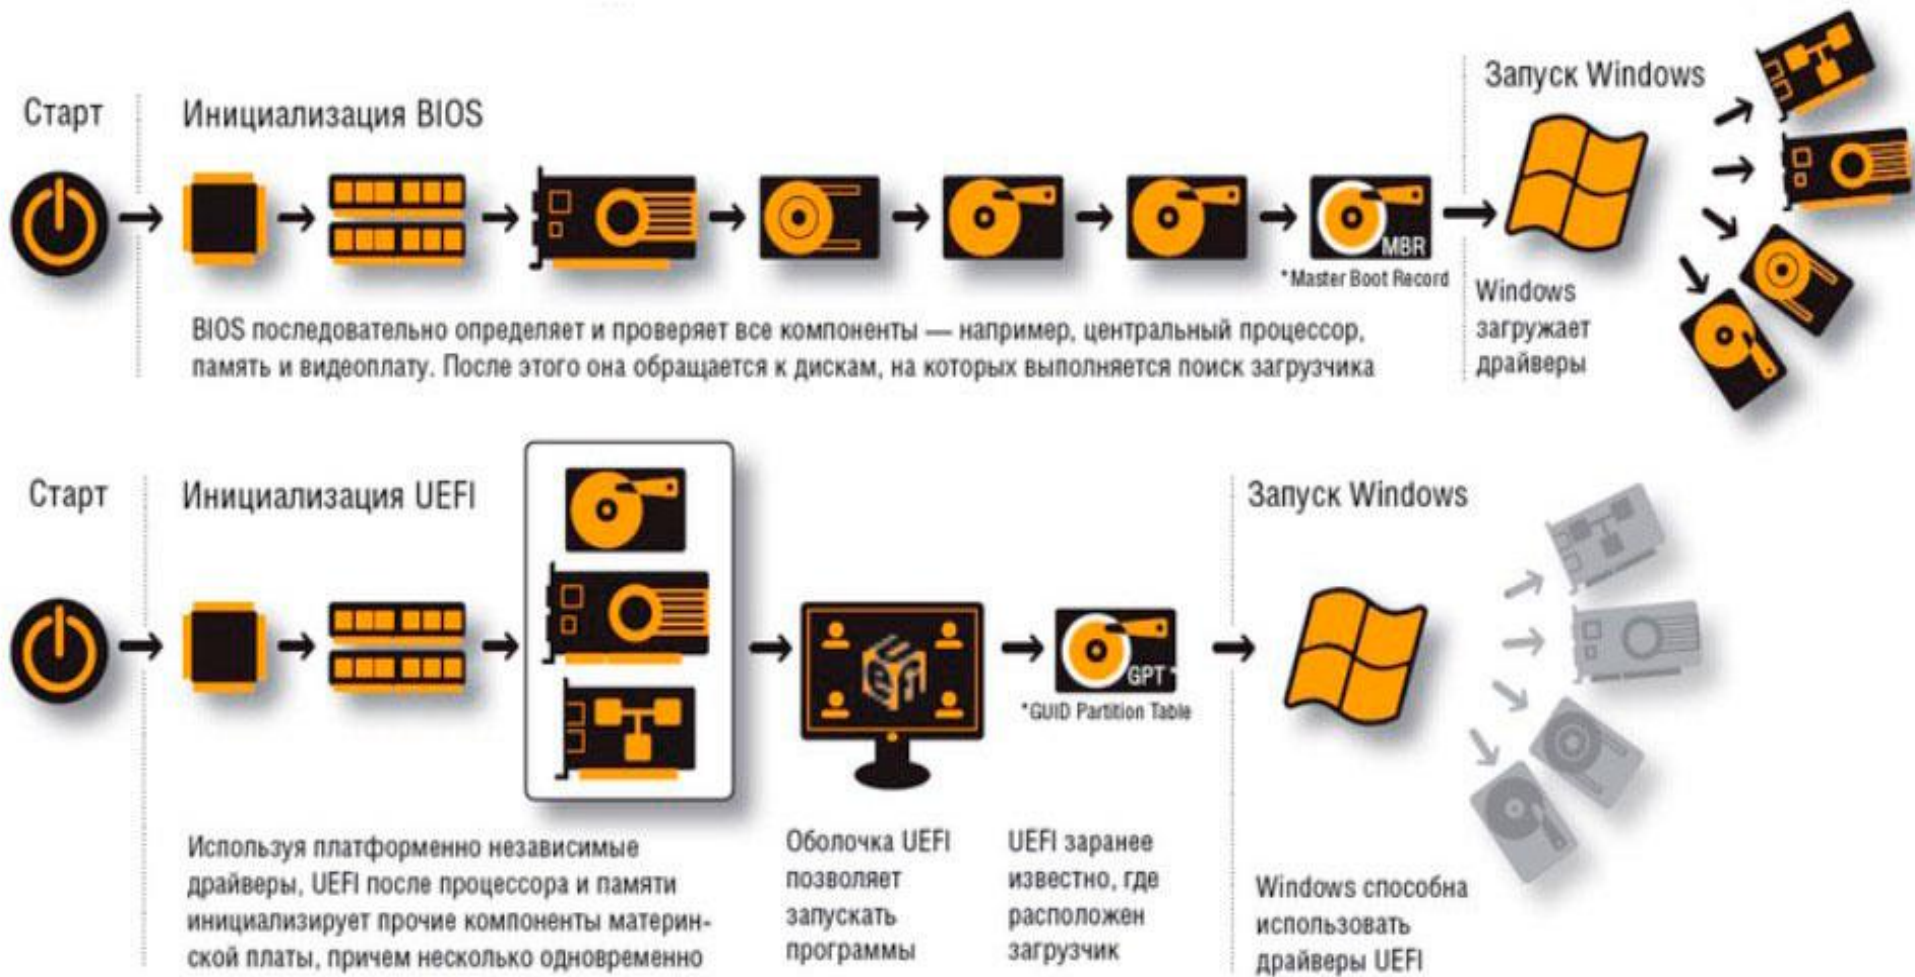 Старт
Инициализация BIOS
Запуск Windows
MBR
*Master Boot Record
BIOS последовательно определяет и проверяет все компоненты — например, центральный процессор,
память и видеоплату. После этого она обращается к дискам, на которых выполняется поиск загрузчика
Windows
загружает
драйверы
Старт
Инициализация UEFI
Запуск Windows
uefi
GPT *
*GUID Partition Table
Используя платформенно независимые
драйверы, UEFI после процессора и памяти
инициализирует прочие компоненты материн-
ской платы, причем несколько одновременно
Оболочка UEFI
позволяет
запускать
программы
UEFI заранее
известно, где
расположен
загрузчик
Windows способна
использовать
драйверы UEFI